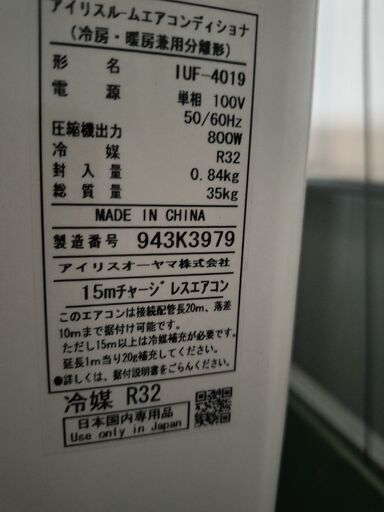 アイリスルームエアコンディショナ
(冷房・暖房兼用分離形)
形名 IUF-4019
電源 単相 100V
50/60Hz
圧縮機出力 800W
冷媒 R32
封入量 0.84kg
総質量 35kg
MADE IN CHINA
製造番号 943K3979
アイリスオーヤマ株式会社
15mチャージレスエアコン
このエアコンは接続配管長20m、落差
10mまで据付け可能です。
ただし15m以上は冷媒補充が必要です。
延長1m当り20g補充してください。
●詳しくは、据付説明書をごらんください。
冷媒 R32
日本国内専用品
Use only in Japan